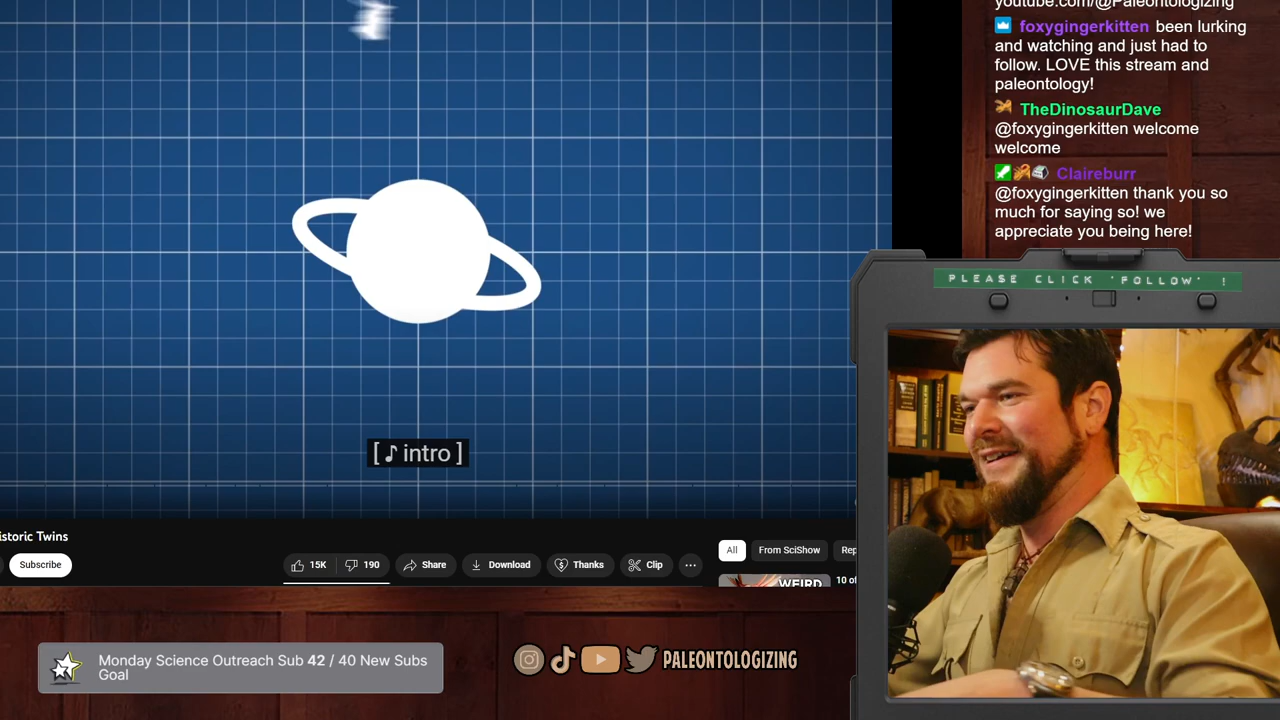 youtube.com/@Paleontologizing
foxygingerkitten been lurking
and watching and just had to
follow. LOVE this stream and
paleontology!
TheDinosaurDave
@foxygingerkitten welcome
welcome
Claireburr
@foxygingerkitten thank you so
much for saying so! we
appreciate you being here!
PLEASE CLICK "FOLLOW" !
[ ♪ intro ]
istoric Twins
Subscribe
15K
190
Share
Download
Thanks
Clip
...
All
From SciShow
Rep
WEIRD
10 of
Monday Science Outreach Sub 42 / 40 New Subs
Goal
PALEONTOLOGIZING